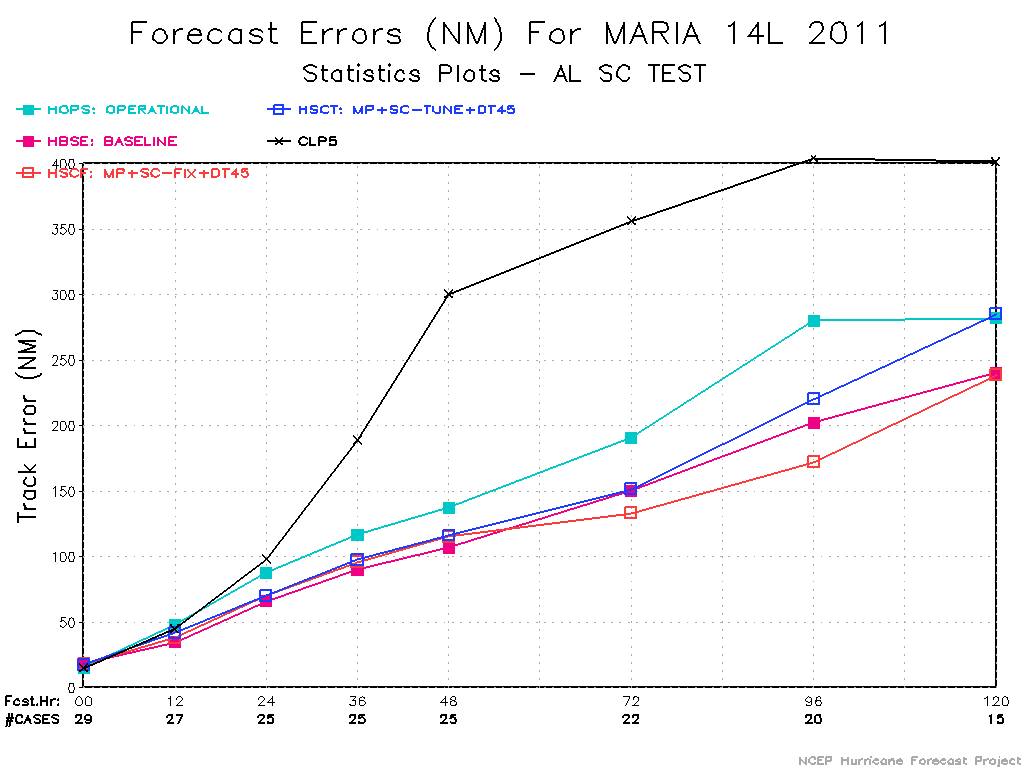 Forecast Errors (NM) For MARIA 14L 2011
Statistics Plots - AL SC TEST
HOPS: OPERATIONAL
HSCT: MP+SC-TUNE+DT45
HBSE: BASELINE
CLP5
HSCF: MP+SC-FIX+DT45
400
350
300
250
200
150
100
50
0
Track Error (NM)
Fcst.Hr: 00 12 24 36 48 72 96 120
#CASES 29 27 25 25 25 22 20 15
NCEP Hurricane Forecast Project